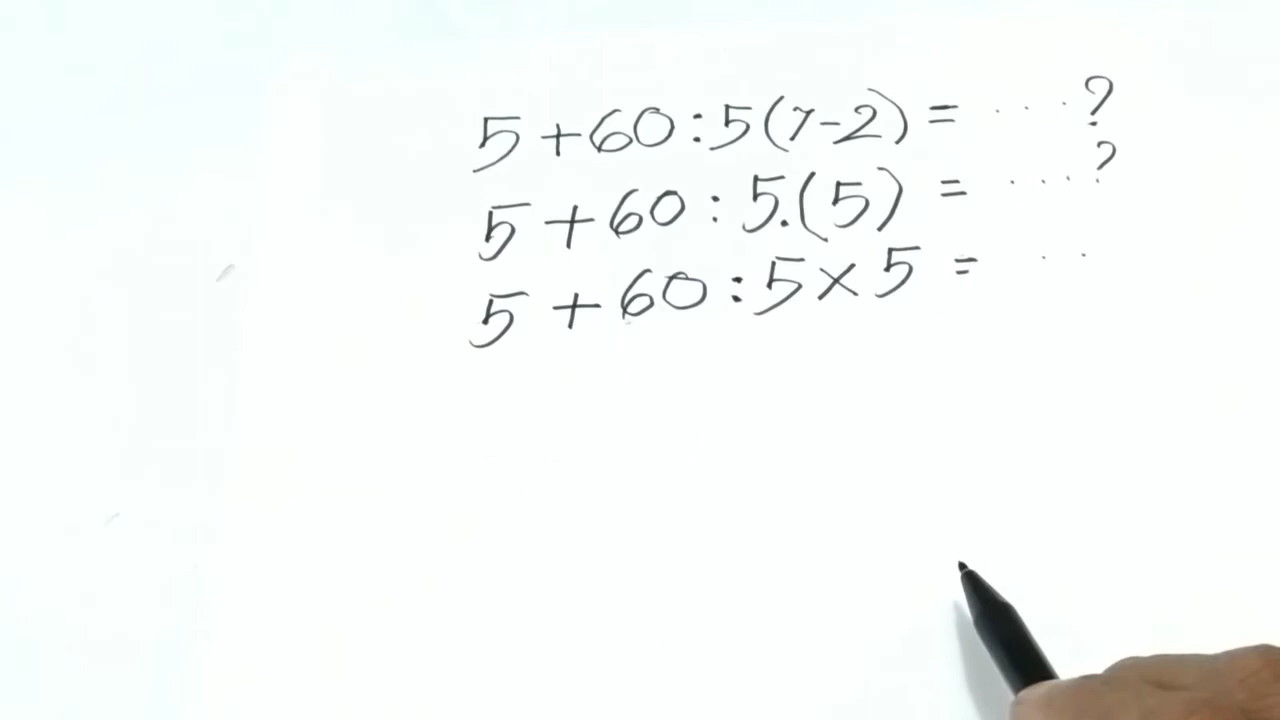 5+60:5(7-2) = ...?
5+60:5.(5) = ....?
5+60:5×5 = ..